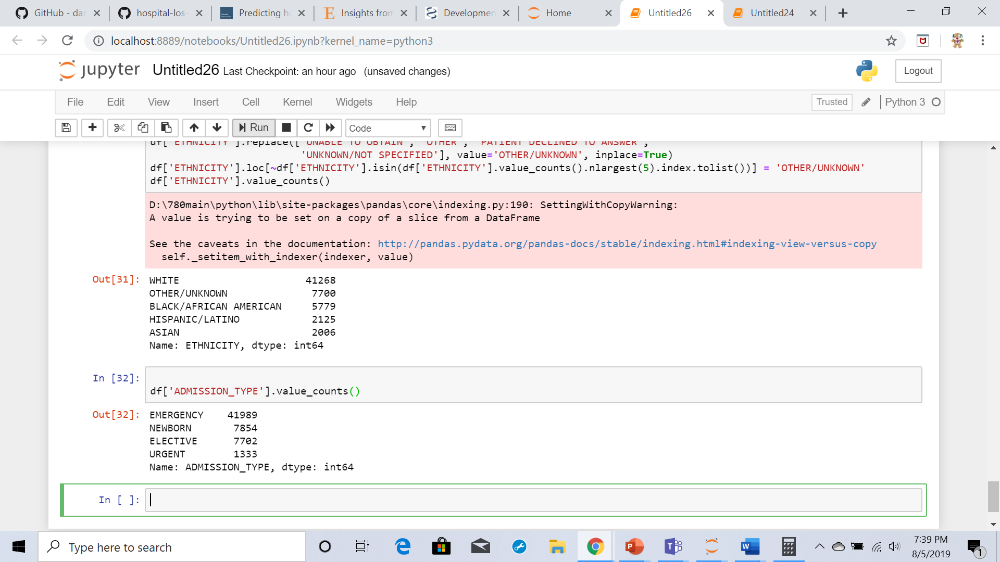 GitHub - dar
hospital-los-
Predicting ho
Insights from
Developmen
Home
Untitled26
Untitled24
localhost:8889/notebooks/Untitled26.ipynb?kernel_name=python3
jupyter Untitled26 Last Checkpoint: an hour ago (unsaved changes)
Logout
File Edit View Insert Cell Kernel Widgets Help
Trusted
Python 3
Run
Code
df['ETHNICITY'].replace(['UNABLE TO OBTAIN', 'OTHER', 'PATIENT DECLINED TO ANSWER',
'UNKNOWN/NOT SPECIFIED'], value='OTHER/UNKNOWN', inplace=True)
df['ETHNICITY'].loc[~df['ETHNICITY'].isin(df['ETHNICITY'].value_counts().nlargest(5).index.tolist())] = 'OTHER/UNKNOWN'
df['ETHNICITY'].value_counts()
D:\780main\python\lib\site-packages\pandas\core\indexing.py:190: SettingWithCopyWarning:
A value is trying to be set on a copy of a slice from a DataFrame
See the caveats in the documentation: http://pandas.pydata.org/pandas-docs/stable/indexing.html#indexing-view-versus-copy
self._setitem_with_indexer(indexer, value)
Out[31]: WHITE 41268
OTHER/UNKNOWN 7700
BLACK/AFRICAN AMERICAN 5779
HISPANIC/LATINO 2125
ASIAN 2006
Name: ETHNICITY, dtype: int64
In [32]:
df['ADMISSION_TYPE'].value_counts()
Out[32]: EMERGENCY 41989
NEWBORN 7854
ELECTIVE 7702
URGENT 1333
Name: ADMISSION_TYPE, dtype: int64
In [ ]:
Type here to search
7:39 PM
8/5/2019
1